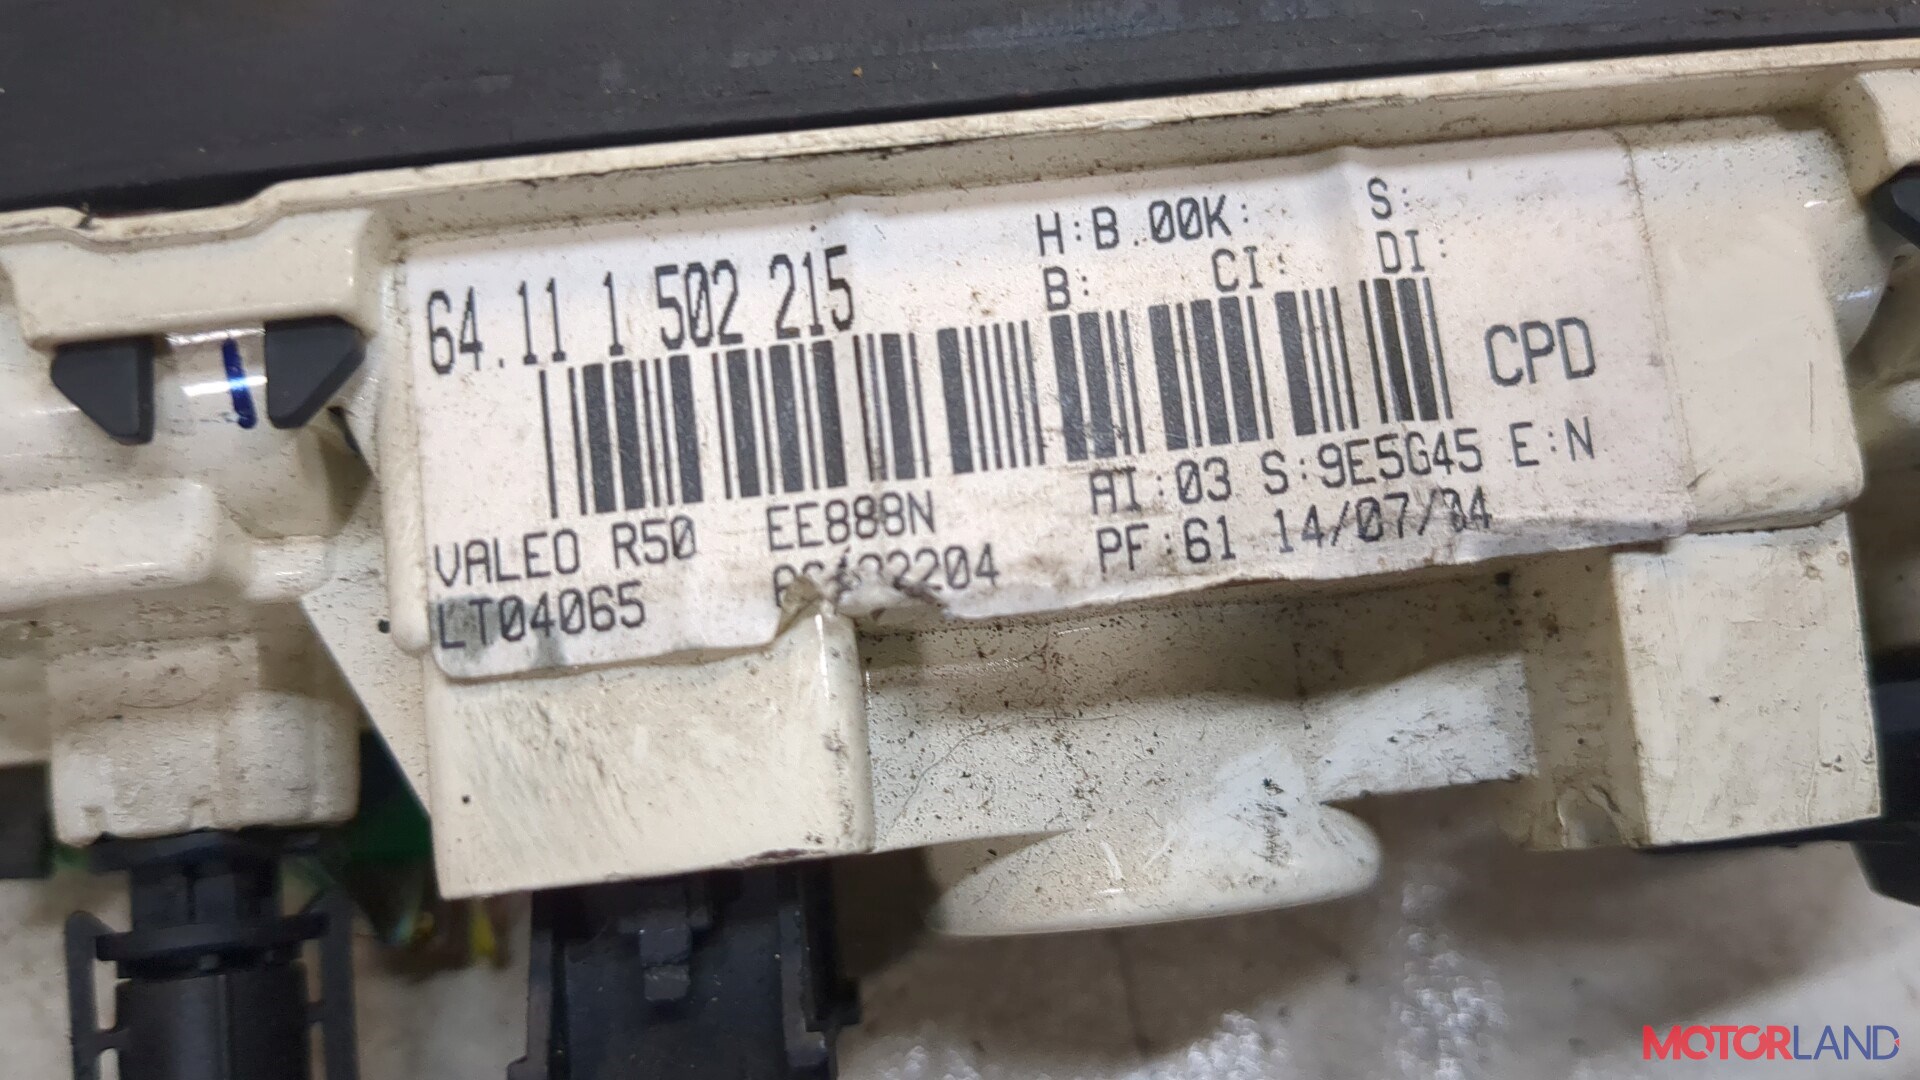 64.11 1 502 215
H:B.00K: S:
B: CI: DI:
CPD
VALEO R50 EE888N AI:03 S:9E5G45 E:N
LT04065 PF:61 14/07/04
MOTORLAND